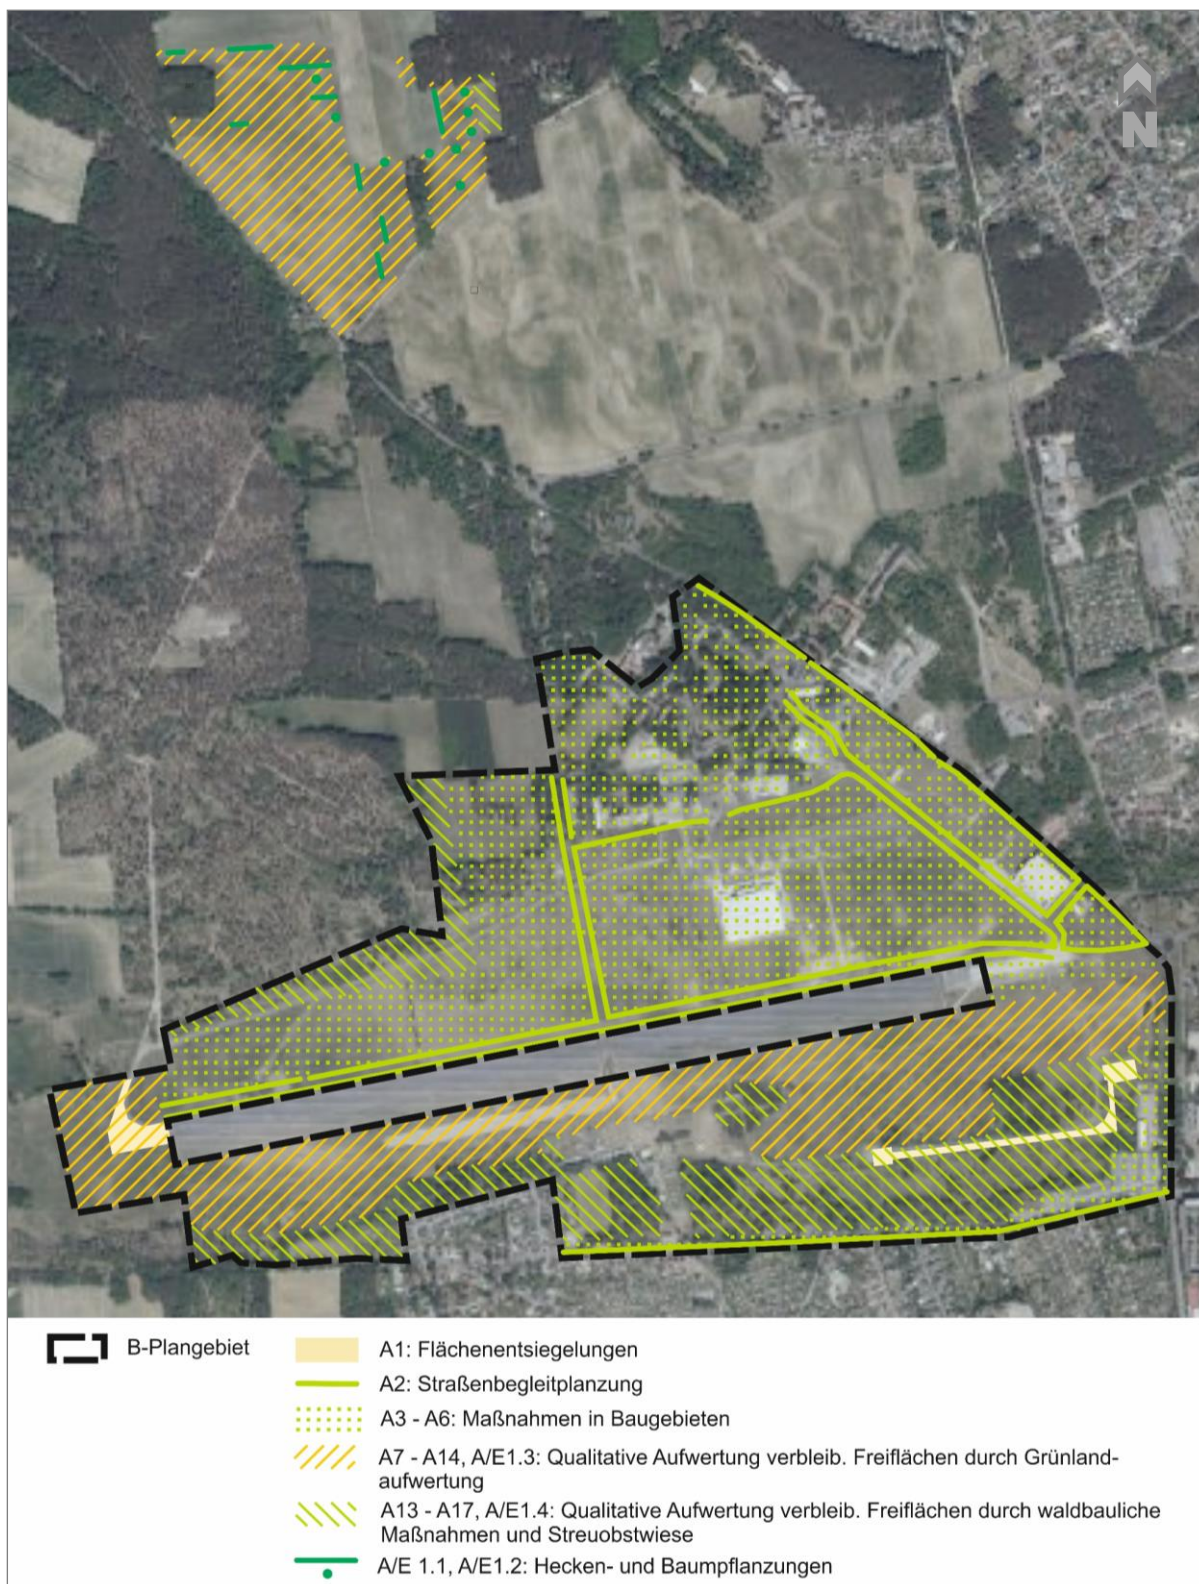 N
B-Plangebiet
A1: Flächenentsiegelungen
A2: Straßenbegleitplanzung
A3 - A6: Maßnahmen in Baugebieten
A7 - A14, A/E1.3: Qualitative Aufwertung verbleib. Freiflächen durch Grünland-
aufwertung
A13 - A17, A/E1.4: Qualitative Aufwertung verbleib. Freiflächen durch waldbauliche
Maßnahmen und Streuobstwiese
A/E 1.1, A/E1.2: Hecken- und Baumpflanzungen